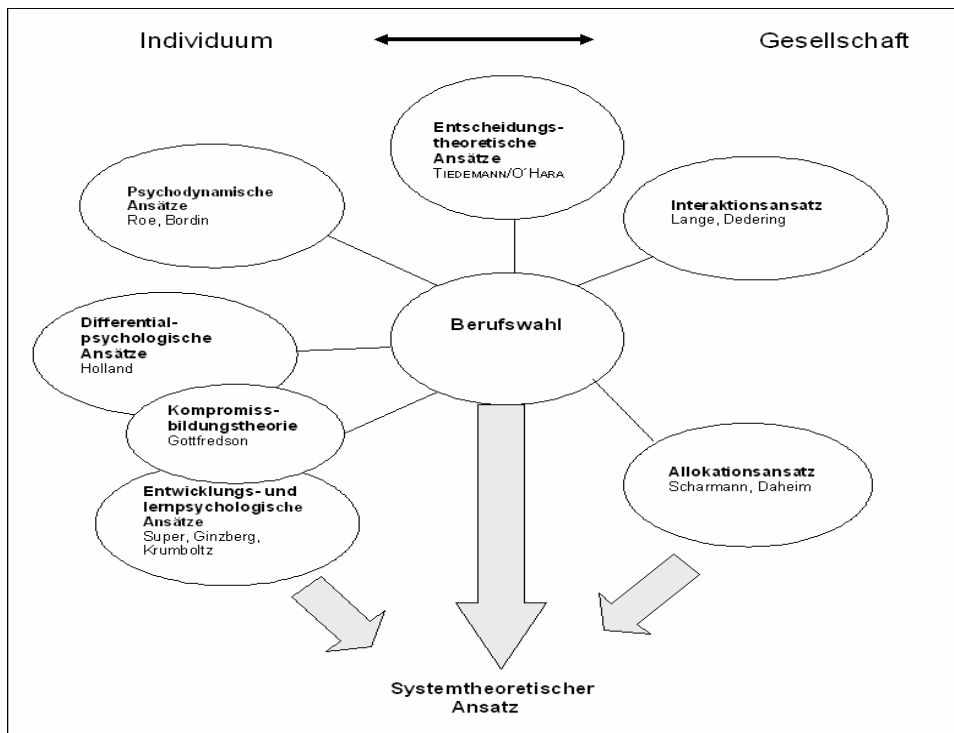 Individuum
Gesellschaft
Entscheidungs-
theoretische
Ansätze
TIEDEMANN/O´HARA
Psychodynamische
Ansätze
Roe, Bordin
Interaktionsansatz
Lange, Dedering
Berufswahl
Differential-
psychologische
Ansätze
Holland
Kompromiss-
bildungstheorie
Gottfredson
Allokationsansatz
Scharmann, Daheim
Entwicklungs- und
lernpsychologische
Ansätze
Super, Ginzberg,
Krumboltz
Systemtheoretischer
Ansatz